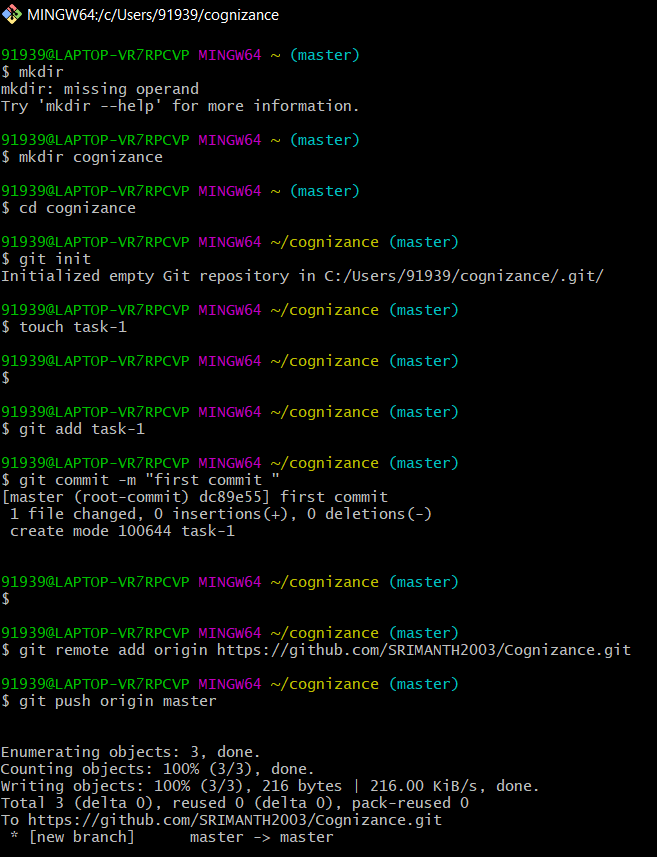 MINGW64:/c/Users/91939/cognizance
91939@LAPTOP-VR7RPCVP MINGW64 ~ (master)
$ mkdir
mkdir: missing operand
Try 'mkdir --help' for more information.
91939@LAPTOP-VR7RPCVP MINGW64 ~ (master)
$ mkdir cognizance
91939@LAPTOP-VR7RPCVP MINGW64 ~ (master)
$ cd cognizance
91939@LAPTOP-VR7RPCVP MINGW64 ~/cognizance (master)
$ git init
Initialized empty Git repository in C:/Users/91939/cognizance/.git/
91939@LAPTOP-VR7RPCVP MINGW64 ~/cognizance (master)
$ touch task-1
91939@LAPTOP-VR7RPCVP MINGW64 ~/cognizance (master)
$
91939@LAPTOP-VR7RPCVP MINGW64 ~/cognizance (master)
$ git add task-1
91939@LAPTOP-VR7RPCVP MINGW64 ~/cognizance (master)
$ git commit -m "first commit "
[master (root-commit) dc89e55] first commit
 1 file changed, 0 insertions(+), 0 deletions(-)
 create mode 100644 task-1
91939@LAPTOP-VR7RPCVP MINGW64 ~/cognizance (master)
$
91939@LAPTOP-VR7RPCVP MINGW64 ~/cognizance (master)
$ git remote add origin https://github.com/SRIMANTH2003/Cognizance.git
91939@LAPTOP-VR7RPCVP MINGW64 ~/cognizance (master)
$ git push origin master
Enumerating objects: 3, done.
Counting objects: 100% (3/3), done.
Writing objects: 100% (3/3), 216 bytes | 216.00 KiB/s, done.
Total 3 (delta 0), reused 0 (delta 0), pack-reused 0
To https://github.com/SRIMANTH2003/Cognizance.git
 * [new branch]      master -> master